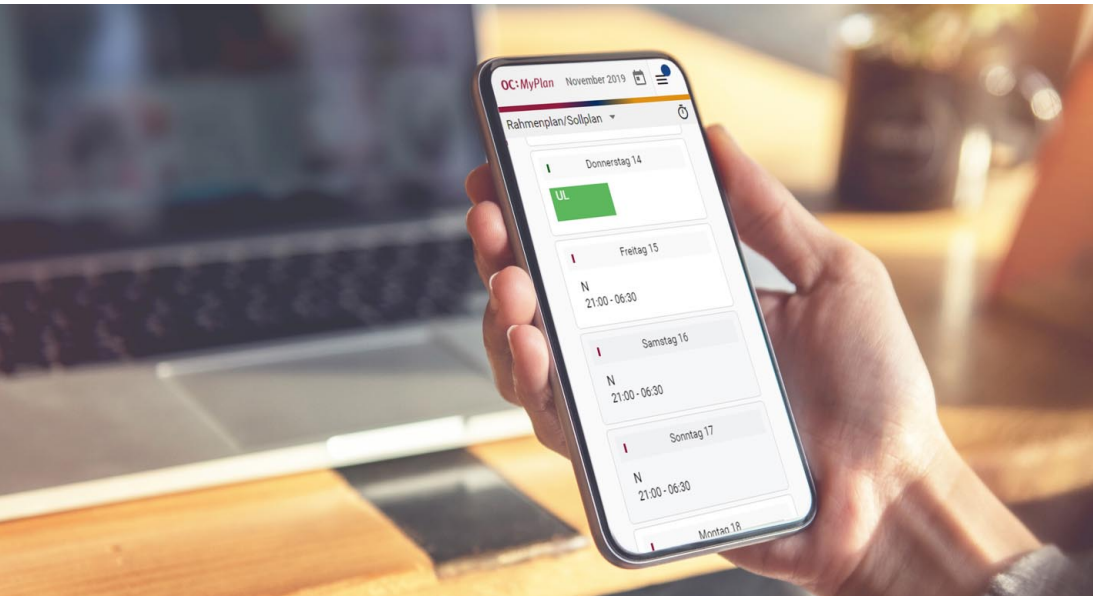 OC:MyPlan November 2019
Rahmenplan/Sollplan
Donnerstag 14
UL
Freitag 15
N
21:00 - 06:30
Samstag 16
N
21:00 - 06:30
Sonntag 17
N
21:00 - 06:30
Montag 18